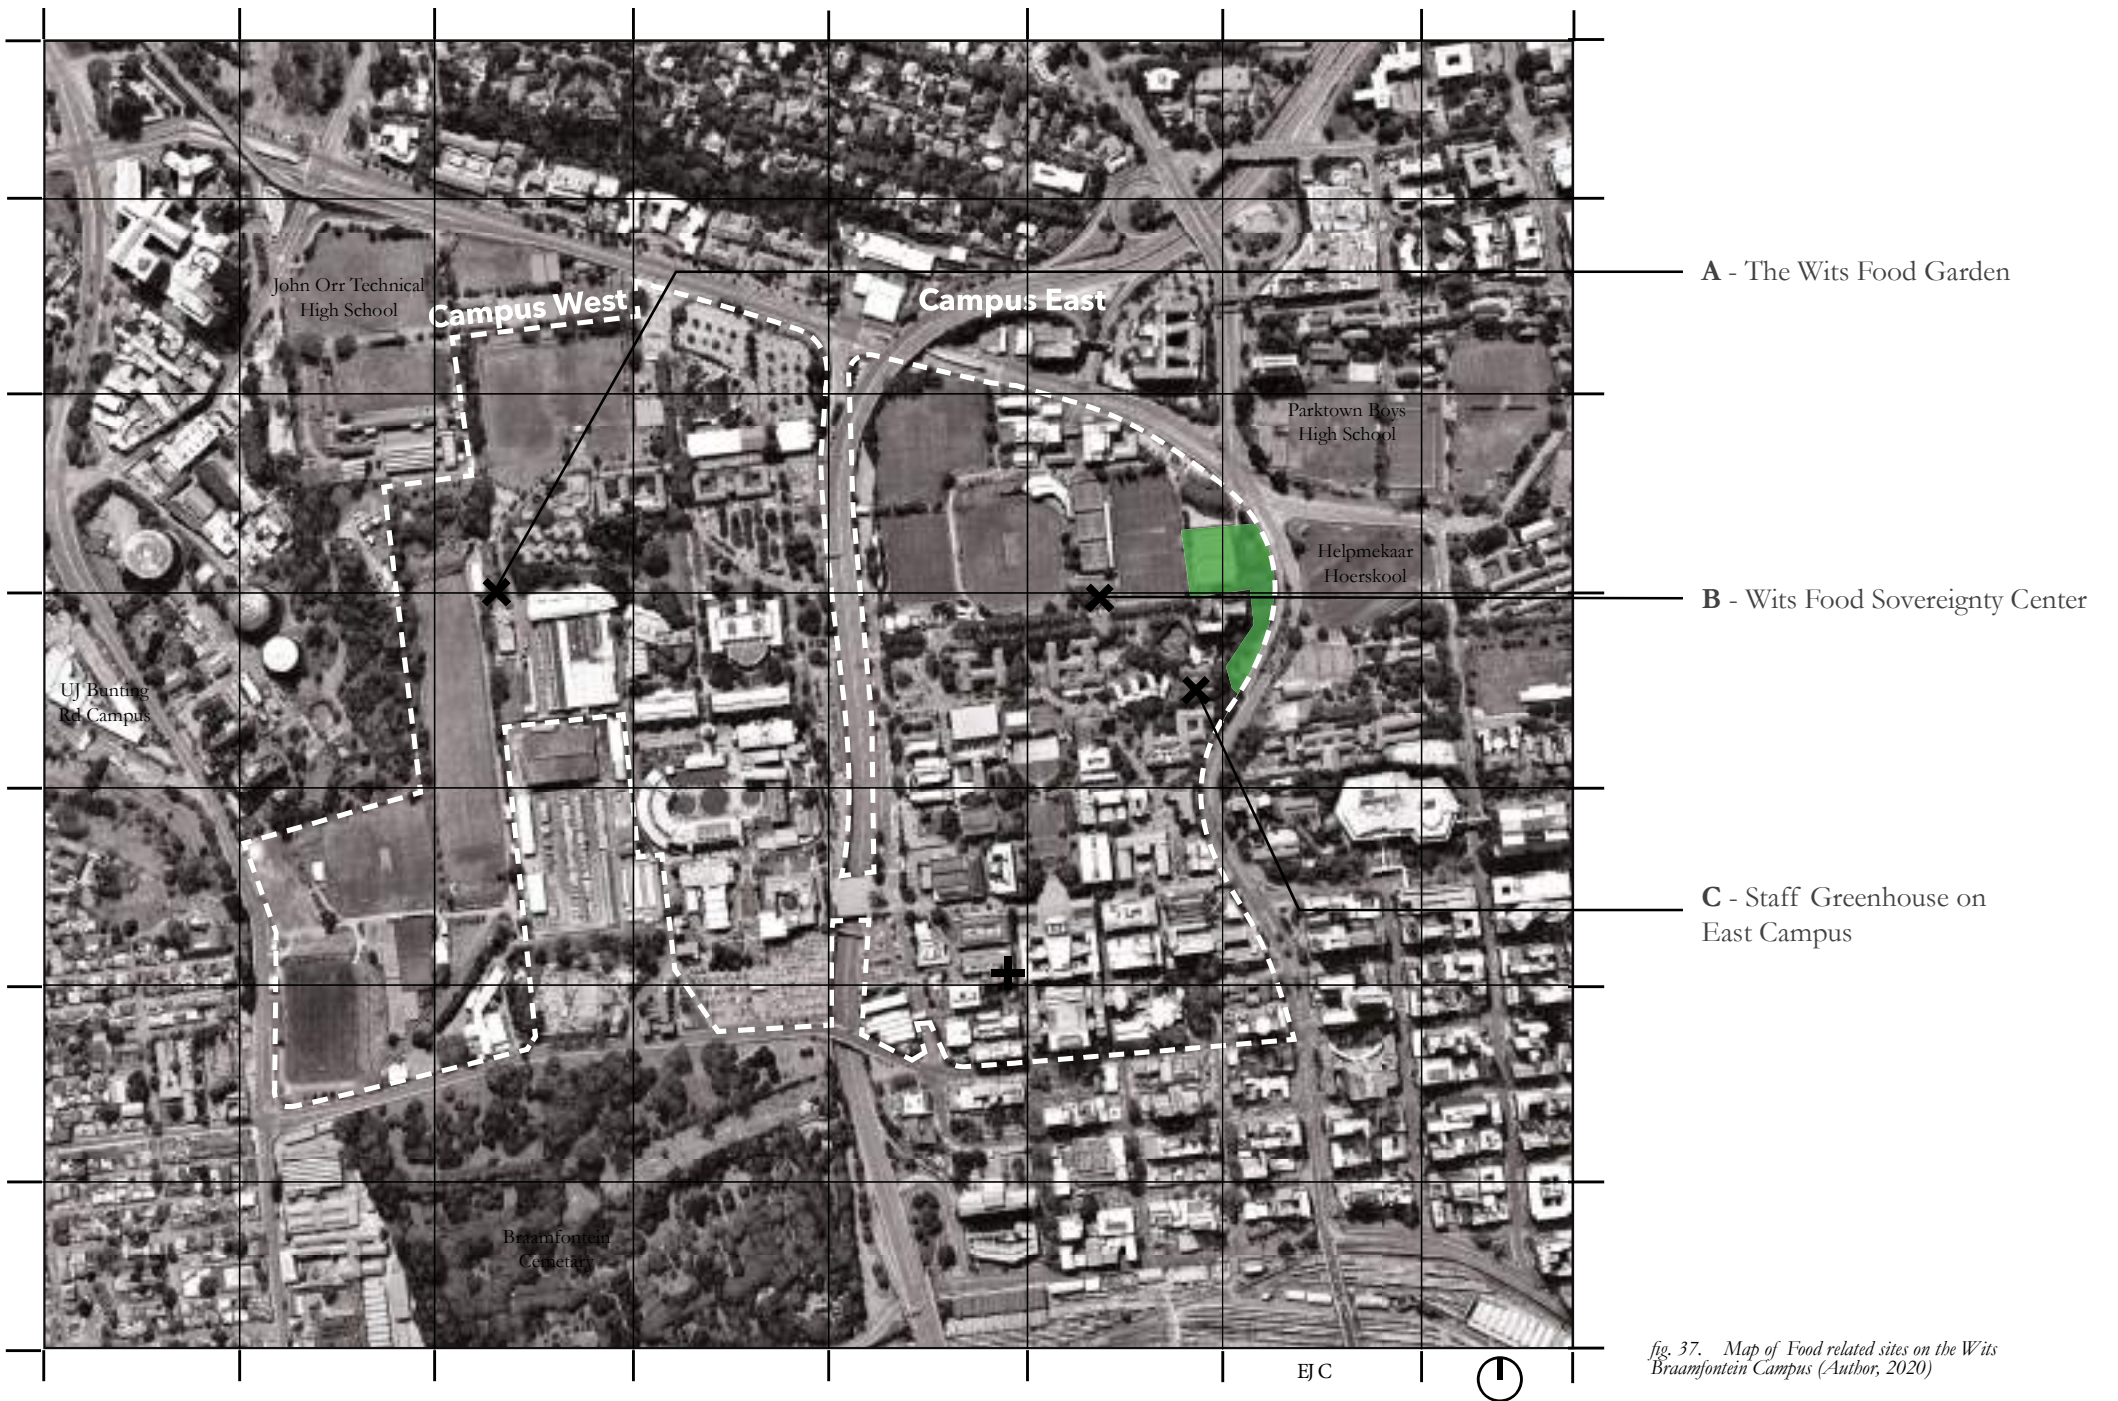 John Orr Technical
High School
Campus West
Campus East
A - The Wits Food Garden
Parktown Boys
High School
Helpmekaar
Hoerskool
B - Wits Food Sovereignty Center
UJ Bunting
Rd Campus
C - Staff Greenhouse on
East Campus
Braamfontein
Cemetary
EJ C
fig. 37. Map of Food related sites on the Wits
Braamfontein Campus (Author, 2020)